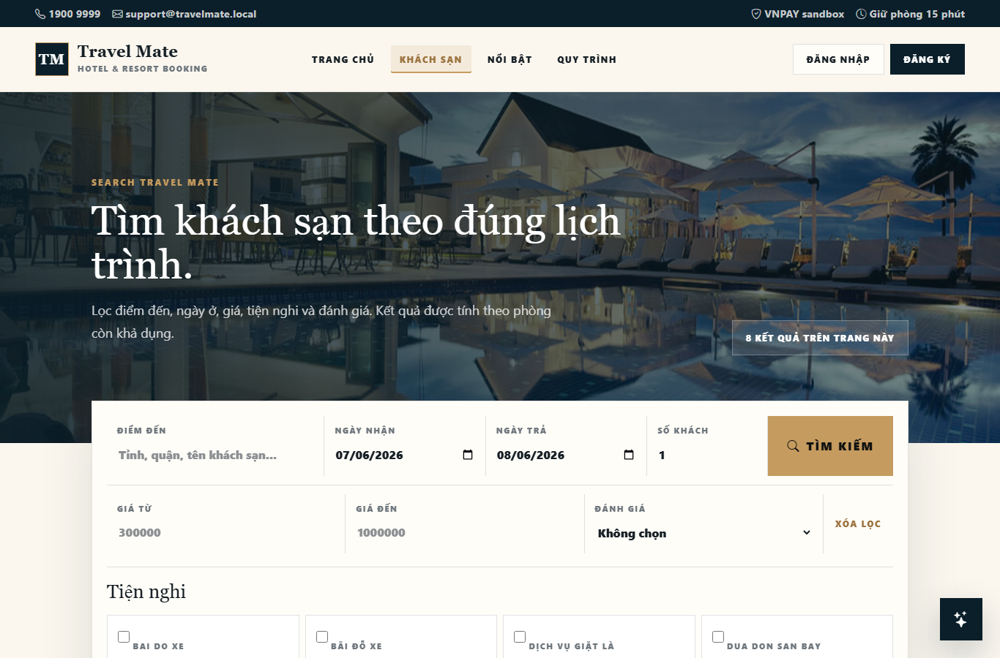 1900 9999
support@travelmate.local
VNPAY sandbox
Giữ phòng 15 phút
TM
Travel Mate
HOTEL & RESORT BOOKING
TRANG CHỦ
KHÁCH SẠN
NỔI BẬT
QUY TRÌNH
ĐĂNG NHẬP
ĐĂNG KÝ
SEARCH TRAVEL MATE
Tìm khách sạn theo đúng lịch
trình.
Lọc điểm đến, ngày ở, giá, tiện nghi và đánh giá. Kết quả được tính theo phòng
còn khả dụng.
8 KẾT QUẢ TRÊN TRANG NÀY
ĐIỂM ĐẾN
Tỉnh, quận, tên khách sạn...
NGÀY NHẬN
07/06/2026
NGÀY TRẢ
08/06/2026
SỐ KHÁCH
1
TÌM KIẾM
GIÁ TỪ
300000
GIÁ ĐẾN
1000000
ĐÁNH GIÁ
Không chọn
XÓA LỌC
Tiện nghi
BAI DO XE
BÃI ĐỖ XE
DỊCH VỤ GIẶT LÀ
DUA DON SAN BAY